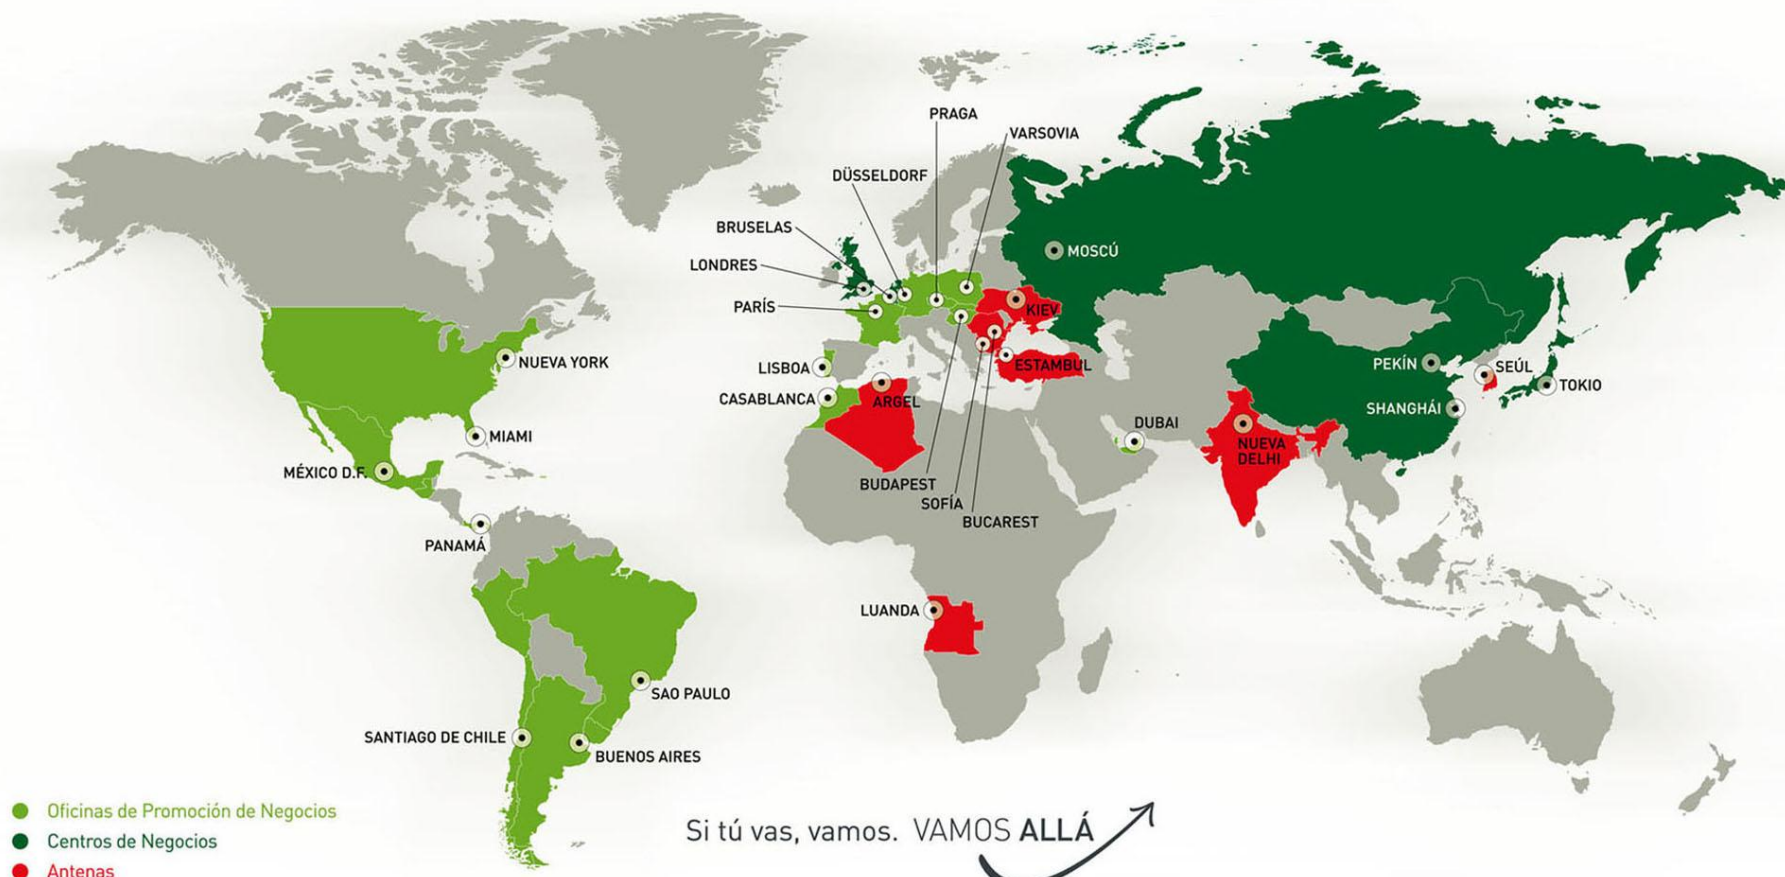 PRAGA
VARSOVIA
DÜSSELDORF
BRUSELAS
LONDRES
PARÍS
MOSCÚ
KIEV
NUEVA YORK
LISBOA
ESTAMBUL
PEKÍN
SEÚL
TOKIO
CASABLANCA
ARGEL
SHANGHÁI
MIAMI
DUBAI
MÉXICO D.F.
NUEVA
DELHI
BUDAPEST
SOFÍA
BUCAREST
PANAMÁ
LUANDA
SAO PAULO
SANTIAGO DE CHILE
BUENOS AIRES
Oficinas de Promoción de Negocios
Centros de Negocios
Antenas
Si tú vas, vamos. VAMOS ALLÁ